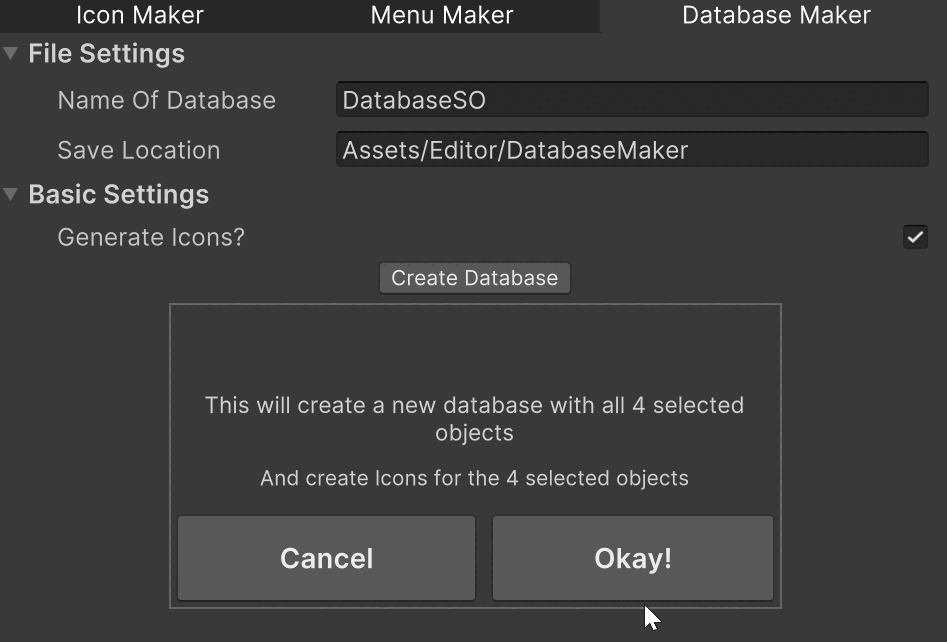 Icon Maker Menu Maker Database Maker
File Settings
Name Of Database DatabaseSO
Save Location Assets/Editor/DatabaseMaker
Basic Settings
Generate Icons?
Create Database
This will create a new database with all 4 selected
objects
And create Icons for the 4 selected objects
Cancel Okay!